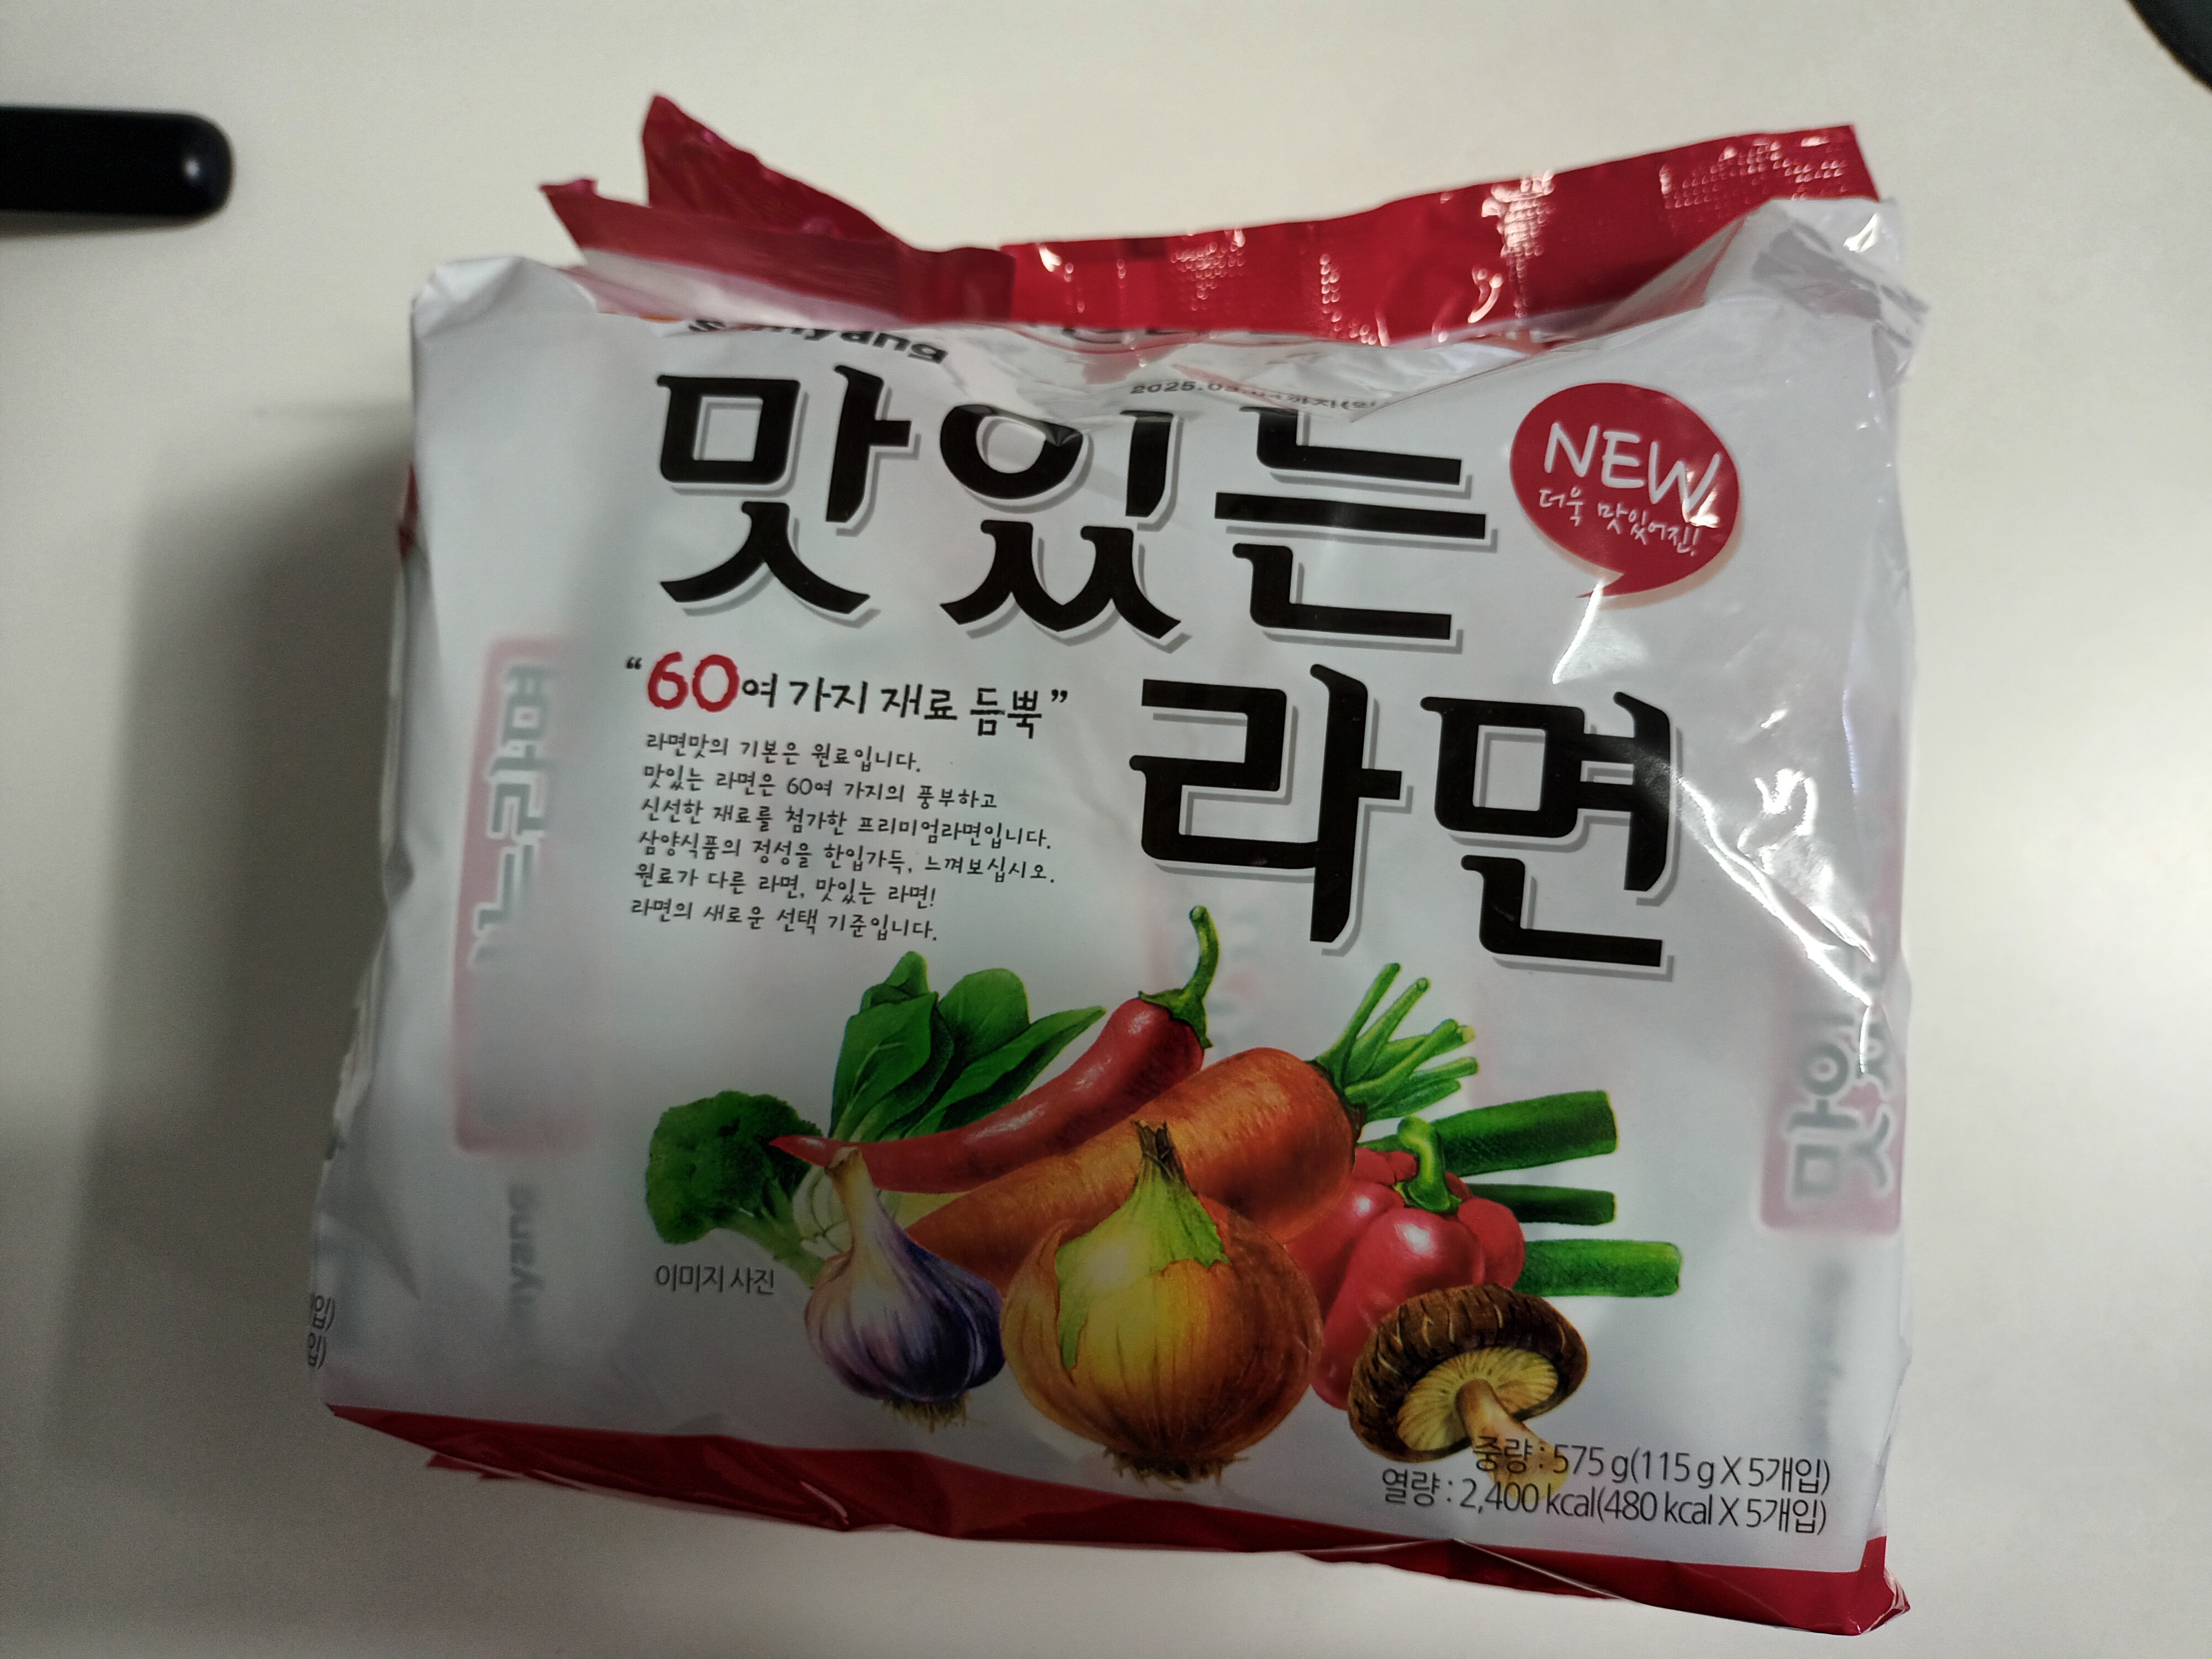 samyang
맛있는
라면
NEW
더욱 맛있어진!
“60여 가지 재료 듬뿍”
라면맛의 기본은 원료입니다.
맛있는 라면은 60여 가지의 풍부하고
신선한 재료를 첨가한 프리미엄라면입니다.
삼양식품의 정성을 한입가득, 느껴보십시오.
원료가 다른 라면, 맛있는 라면!
라면의 새로운 선택 기준입니다.
이미지 사진
중량 : 575 g(115 g X 5개입)
열량 : 2,400 kcal(480 kcal X 5개입)